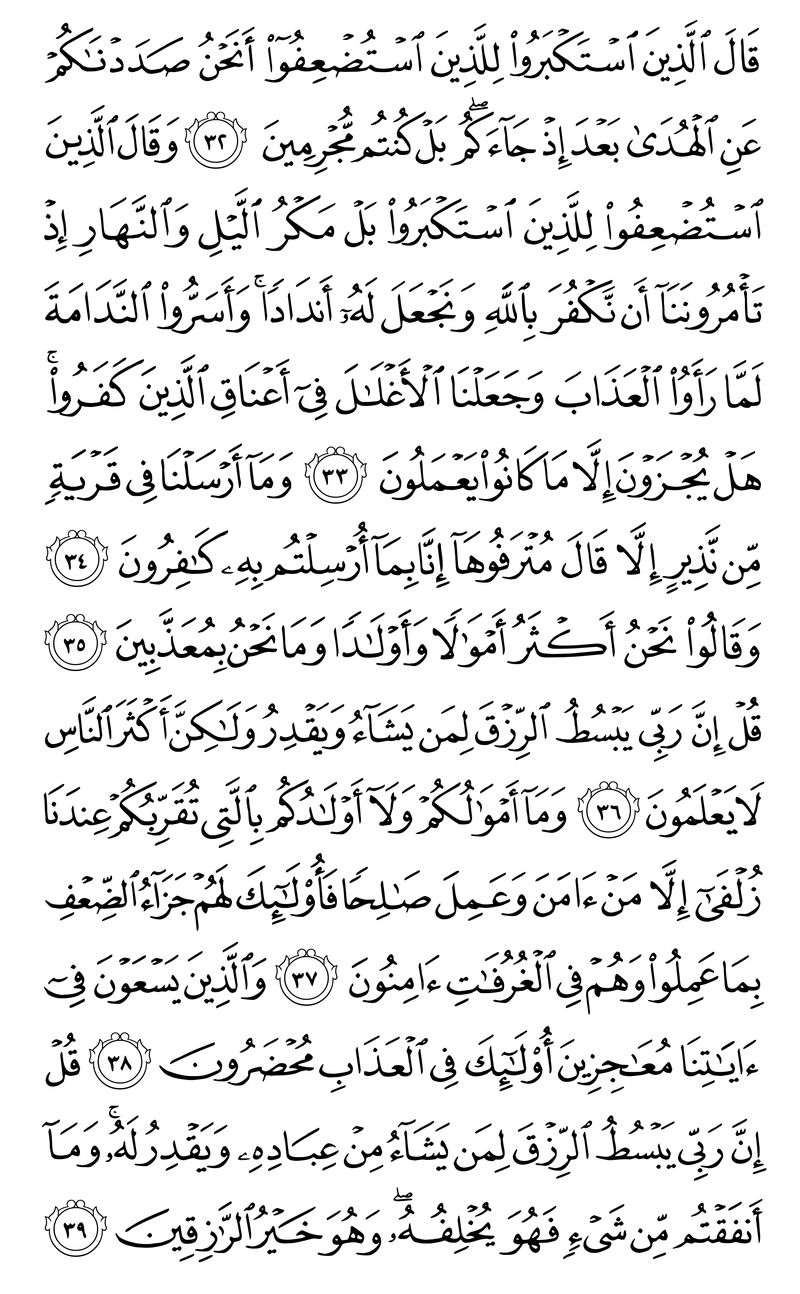 قَالَ ٱلَّذِينَ ٱسۡتَكۡبَرُواْ لِلَّذِينَ ٱسۡتُضۡعِفُوٓاْ أَنَحۡنُ صَدَدۡنَٰكُمۡ
عَنِ ٱلۡهُدَىٰ بَعۡدَ إِذۡ جَآءَكُمۖ بَلۡ كُنتُم مُّجۡرِمِينَ ٣٢ وَقَالَ ٱلَّذِينَ
ٱسۡتُضۡعِفُواْ لِلَّذِينَ ٱسۡتَكۡبَرُواْ بَلۡ مَكۡرُ ٱلَّيۡلِ وَٱلنَّهَارِ إِذۡ
تَأۡمُرُونَنَآ أَن نَّكۡفُرَ بِٱللَّهِ وَنَجۡعَلَ لَهُۥٓ أَندَادٗاۚ وَأَسَرُّواْ ٱلنَّدَامَةَ
لَمَّا رَأَوُاْ ٱلۡعَذَابَ وَجَعَلۡنَا ٱلۡأَغۡلَٰلَ فِيٓ أَعۡنَاقِ ٱلَّذِينَ كَفَرُواْۚ
هَلۡ يُجۡزَوۡنَ إِلَّا مَا كَانُواْ يَعۡمَلُونَ ٣٣ وَمَآ أَرۡسَلۡنَا فِي قَرۡيَةٖ
مِّن نَّذِيرٍ إِلَّا قَالَ مُتۡرَفُوهَآ إِنَّا بِمَآ أُرۡسِلۡتُم بِهِۦ كَٰفِرُونَ ٣٤
وَقَالُواْ نَحۡنُ أَكۡثَرُ أَمۡوَٰلٗا وَأَوۡلَٰدٗا وَمَا نَحۡنُ بِمُعَذَّبِينَ ٣٥
قُلۡ إِنَّ رَبِّي يَبۡسُطُ ٱلرِّزۡقَ لِمَن يَشَآءُ وَيَقۡدِرُ وَلَٰكِنَّ أَكۡثَرَ ٱلنَّاسِ
لَا يَعۡلَمُونَ ٣٦ وَمَآ أَمۡوَٰلُكُمۡ وَلَآ أَوۡلَٰدُكُم بِٱلَّتِي تُقَرِّبُكُمۡ عِندَنَا
زُلۡفَىٰٓ إِلَّا مَنۡ ءَامَنَ وَعَمِلَ صَٰلِحٗا فَأُوْلَٰٓئِكَ لَهُمۡ جَزَآءُ ٱلضِّعۡفِ
بِمَا عَمِلُواْ وَهُمۡ فِي ٱلۡغُرُفَٰتِ ءَامِنُونَ ٣٧ وَٱلَّذِينَ يَسۡعَوۡنَ فِيٓ
ءَايَٰتِنَا مُعَٰجِزِينَ أُوْلَٰٓئِكَ فِي ٱلۡعَذَابِ مُحۡضَرُونَ ٣٨ قُلۡ
إِنَّ رَبِّي يَبۡسُطُ ٱلرِّزۡقَ لِمَن يَشَآءُ مِنۡ عِبَادِهِۦ وَيَقۡدِرُ لَهُۥۚ وَمَآ
أَنفَقۡتُم مِّن شَيۡءٖ فَهُوَ يُخۡلِفُهُۥۖ وَهُوَ خَيۡرُ ٱلرَّٰزِقِينَ ٣٩